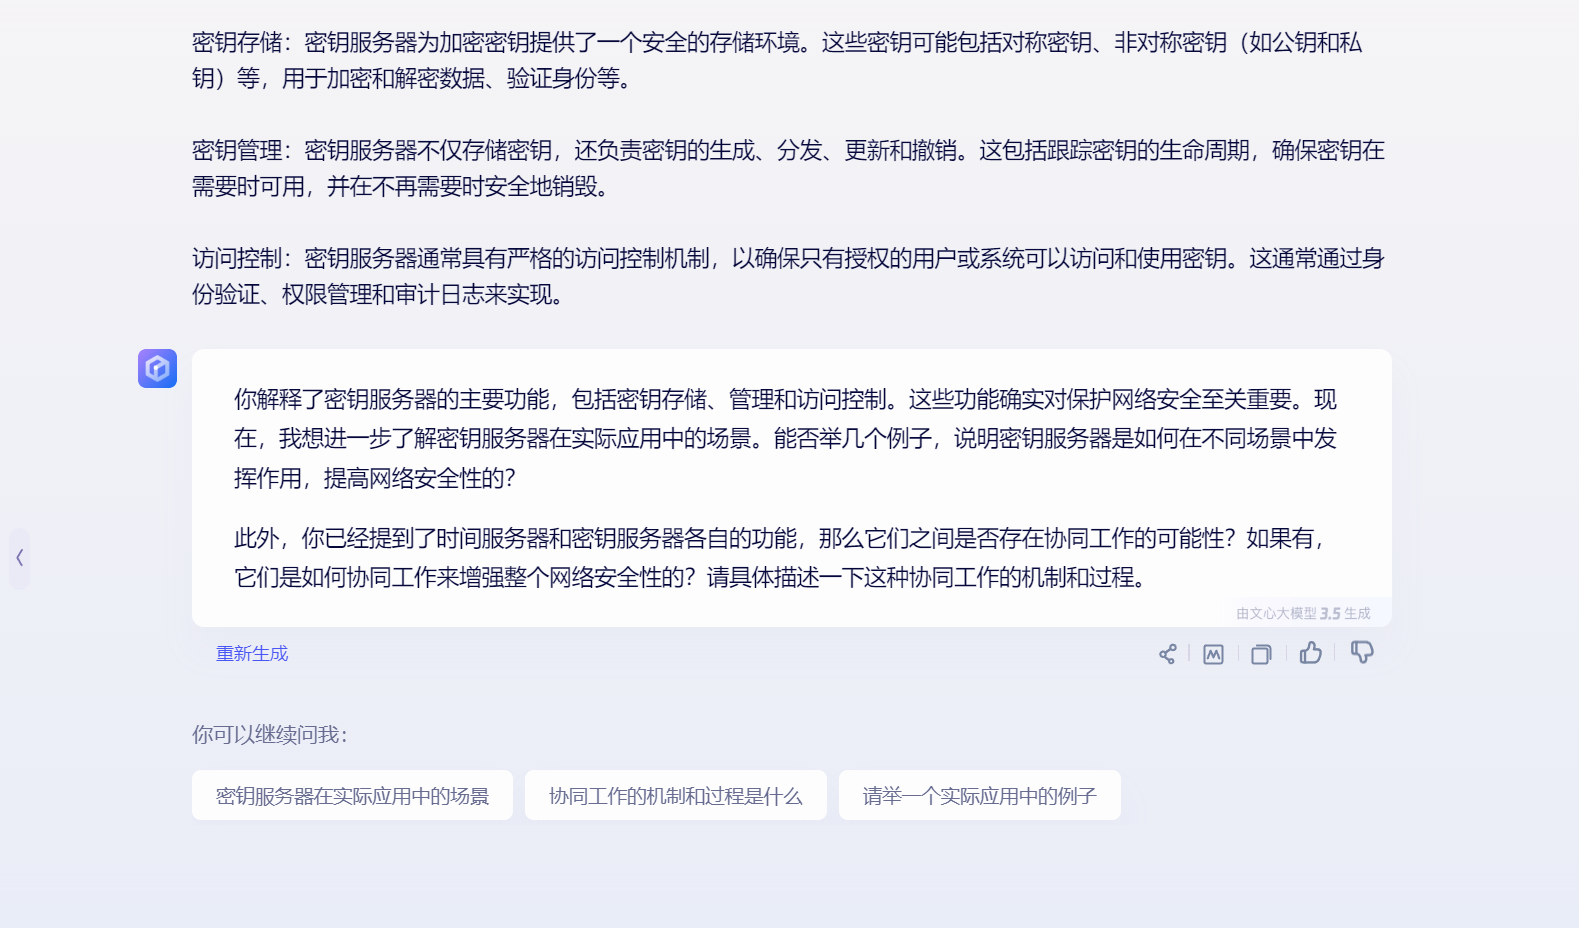 密钥存储：密钥服务器为加密密钥提供了一个安全的存储环境。这些密钥可能包括对称密钥、非对称密钥（如公钥和私
钥）等，用于加密和解密数据、验证身份等。
密钥管理：密钥服务器不仅存储密钥，还负责密钥的生成、分发、更新和撤销。这包括跟踪密钥的生命周期，确保密钥在
需要时可用，并在不再需要时安全地销毁。
访问控制：密钥服务器通常具有严格的访问控制机制，以确保只有授权的用户或系统可以访问和使用密钥。这通常通过身
份验证、权限管理和审计日志来实现。
你解释了密钥服务器的主要功能，包括密钥存储、管理和访问控制。这些功能确实对保护网络安全至关重要。现
在，我想进一步了解密钥服务器在实际应用中的场景。能否举几个例子，说明密钥服务器是如何在不同场景中发
挥作用，提高网络安全性的？
此外，你已经提到了时间服务器和密钥服务器各自的功能，那么它们之间是否存在协同工作的可能性？如果有，
它们是如何协同工作来增强整个网络安全性的？请具体描述一下这种协同工作的机制和过程。
由文心大模型 3.5 生成
重新生成
你可以继续问我：
密钥服务器在实际应用中的场景
协同工作的机制和过程是什么
请举一个实际应用中的例子